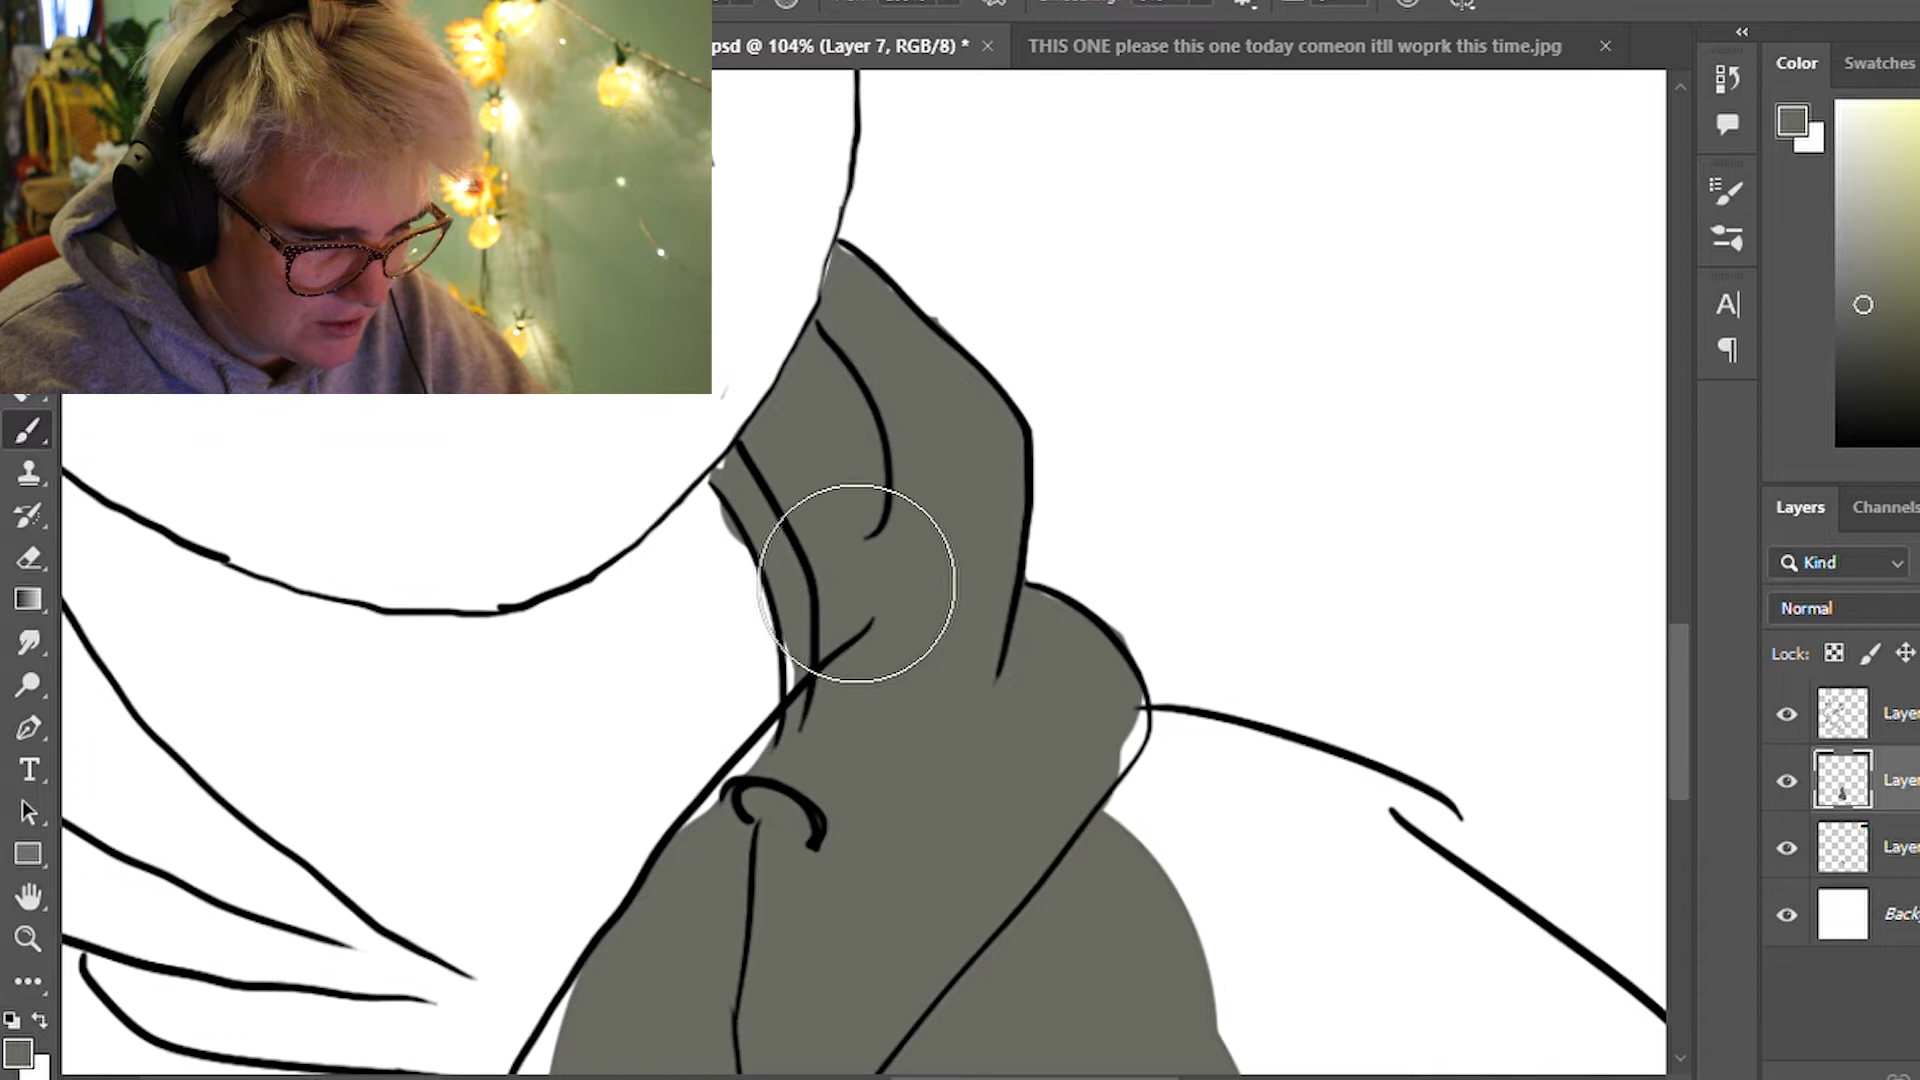 psd @ 104% (Layer 7, RGB/8) *
THIS ONE please this one today comeon itll woprk this time.jpg
Color
Swatches
Layers
Channels
Kind
Normal
Lock:
Laye
Laye
Laye
Back